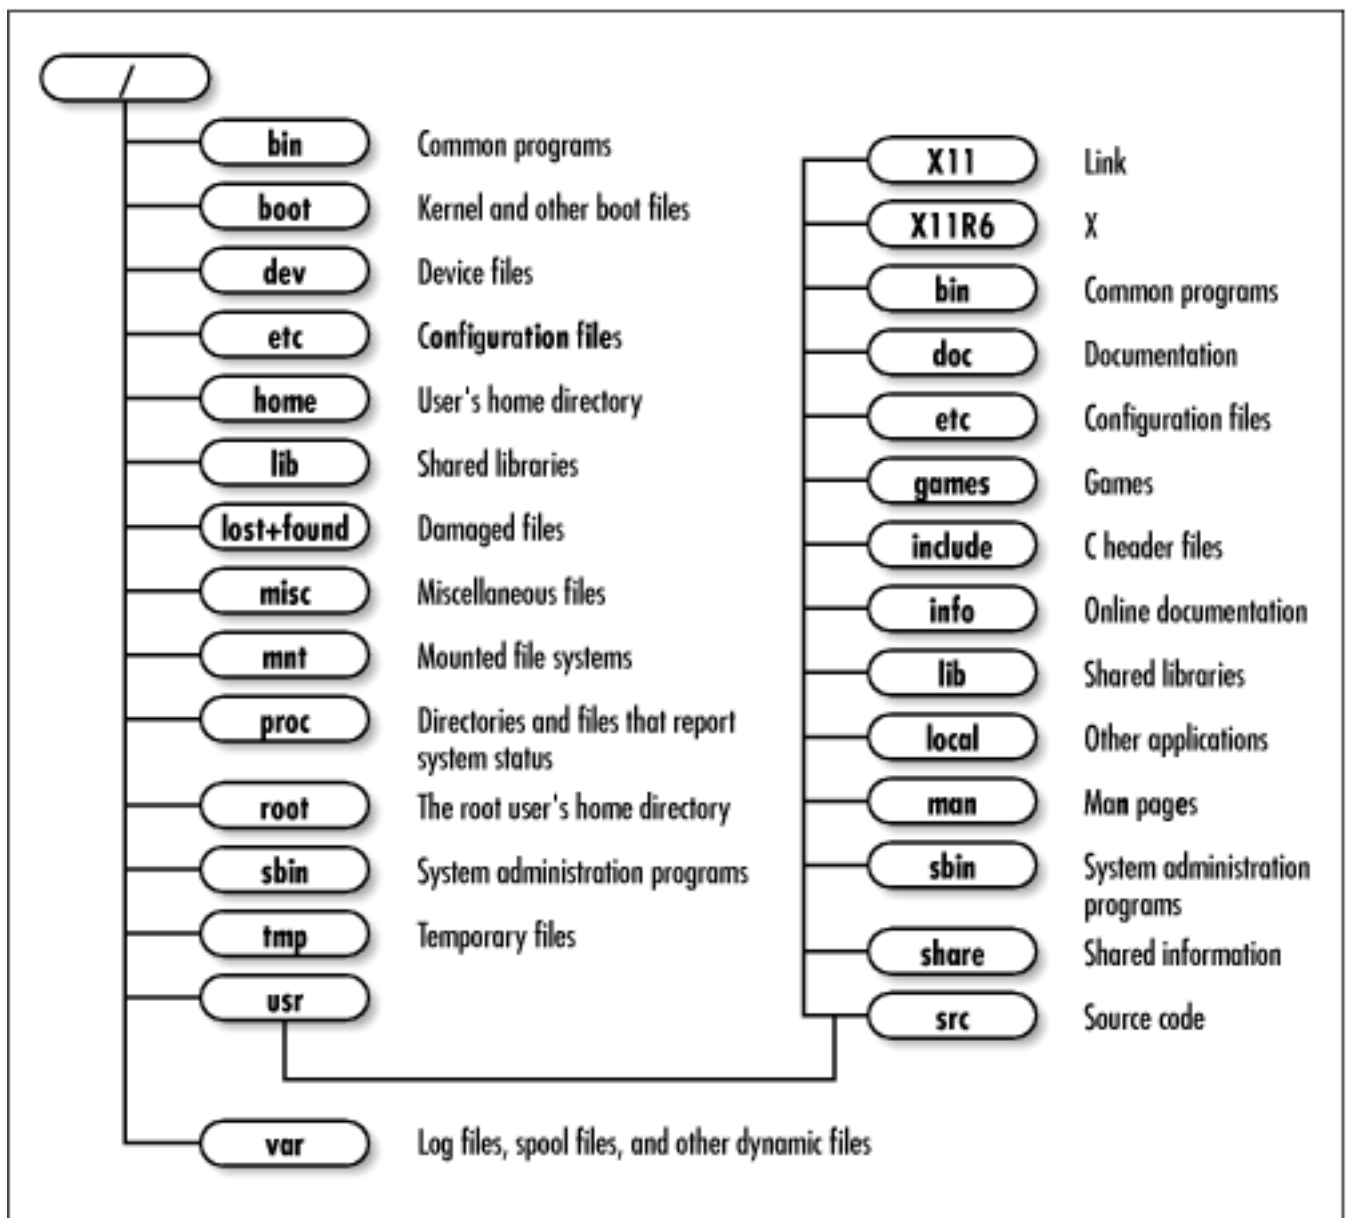 /
bin Common programs
boot Kernel and other boot files
dev Device files
etc Configuration files
home User's home directory
lib Shared libraries
lost+found Damaged files
misc Miscellaneous files
mnt Mounted file systems
proc Directories and files that report
system status
root The root user's home directory
sbin System administration programs
tmp Temporary files
usr
var Log files, spool files, and other dynamic files
X11 Link
X11R6 X
bin Common programs
doc Documentation
etc Configuration files
games Games
include C header files
info Online documentation
lib Shared libraries
local Other applications
man Man pages
sbin System administration
programs
share Shared information
src Source code